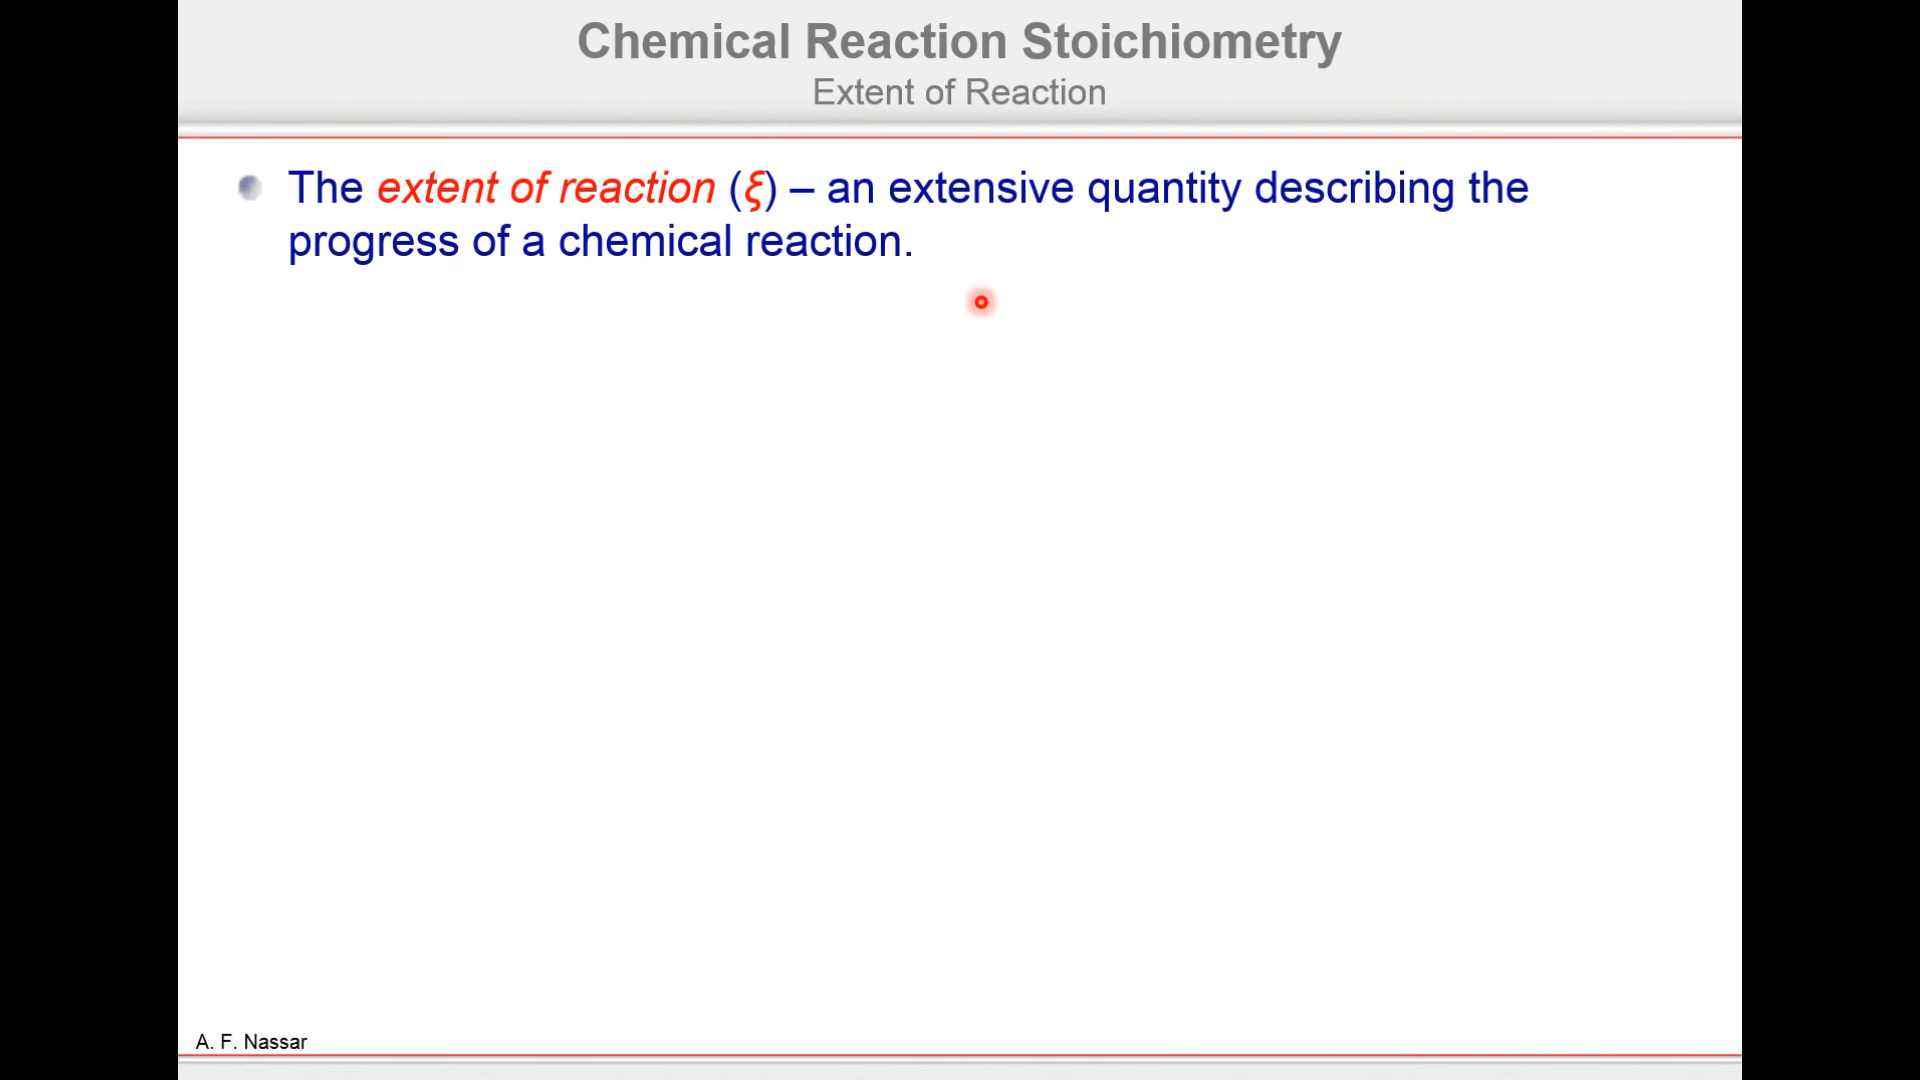 Chemical Reaction Stoichiometry
Extent of Reaction
The extent of reaction (ξ) – an extensive quantity describing the
progress of a chemical reaction.
A. F. Nassar